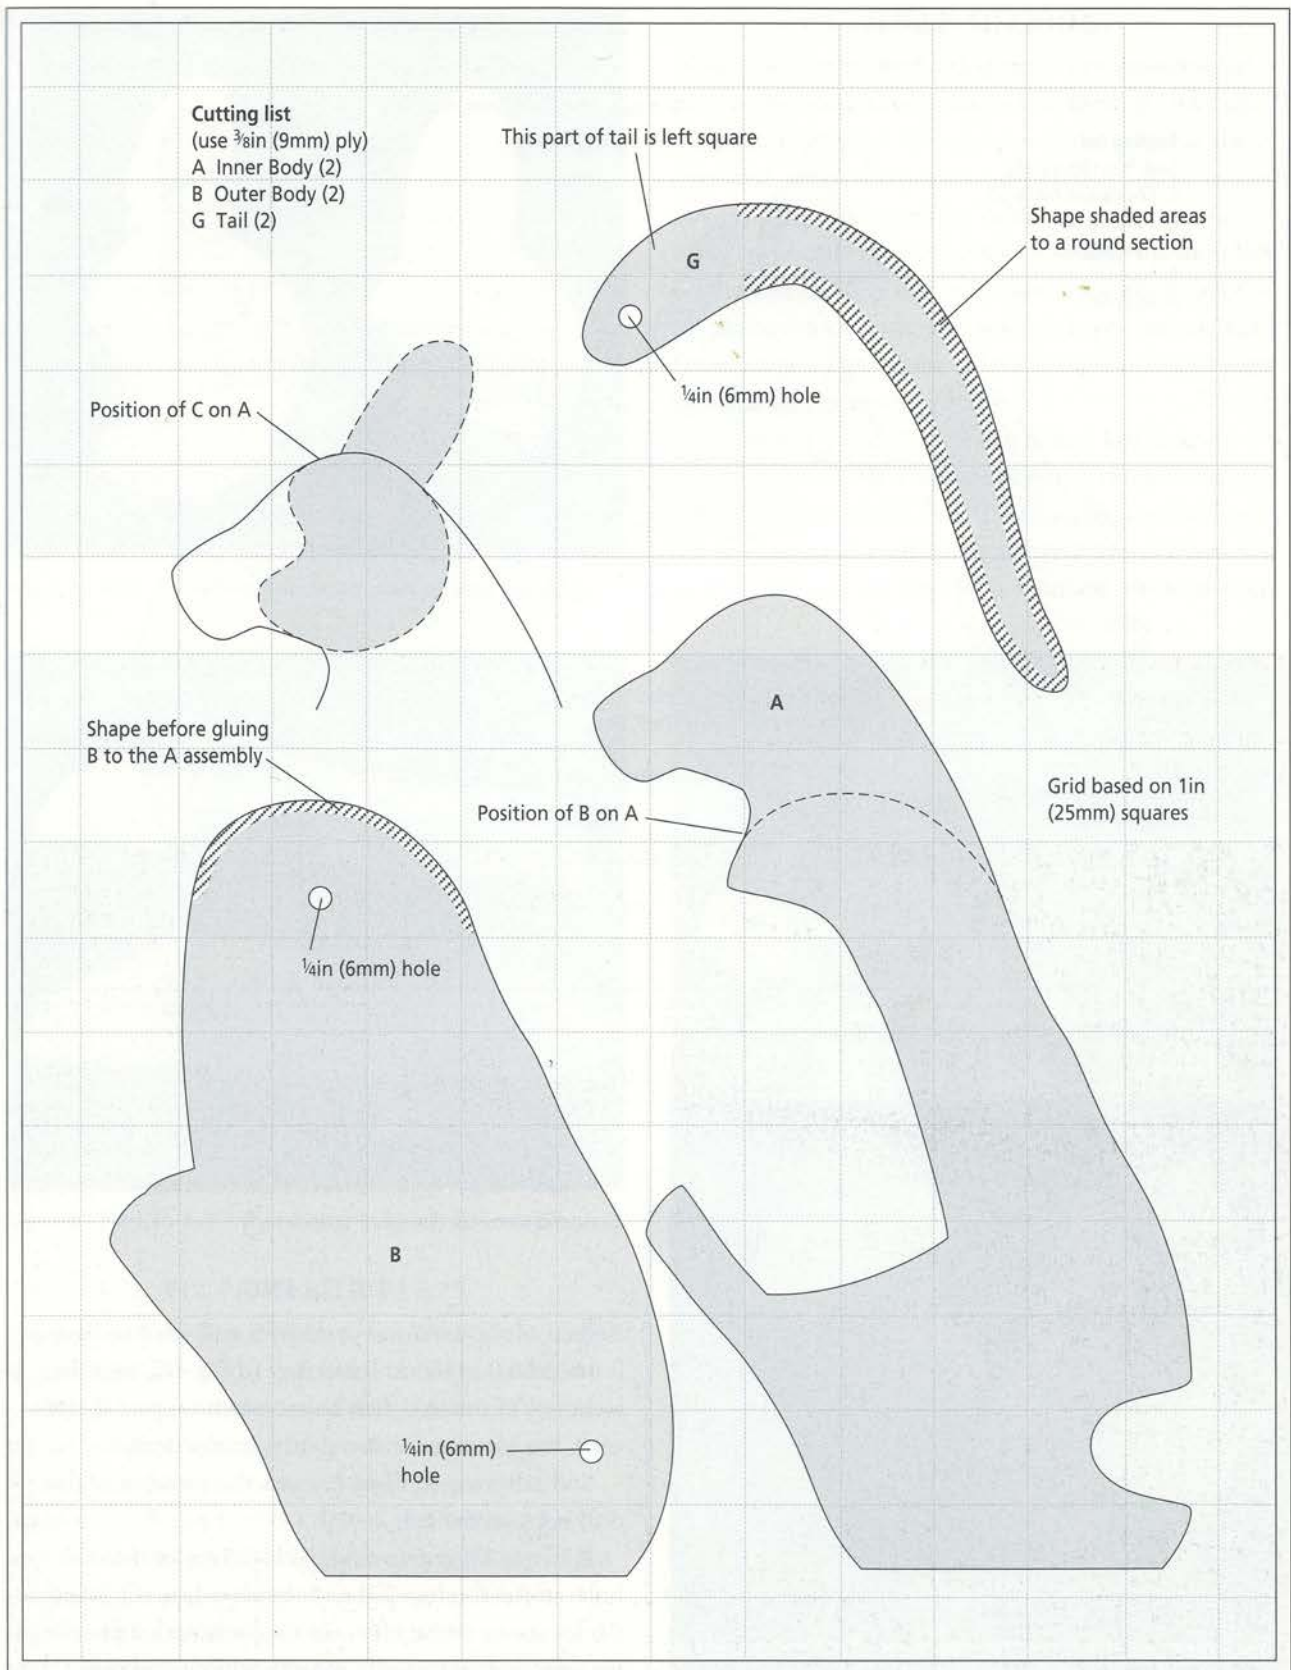 Cutting list
(use ⅜in (9mm) ply)
A Inner Body (2)
B Outer Body (2)
G Tail (2)
This part of tail is left square
Shape shaded areas
to a round section
G
¼in (6mm) hole
Position of C on A
A
Shape before gluing
B to the A assembly
Grid based on 1in
(25mm) squares
Position of B on A
¼in (6mm) hole
B
¼in (6mm)
hole